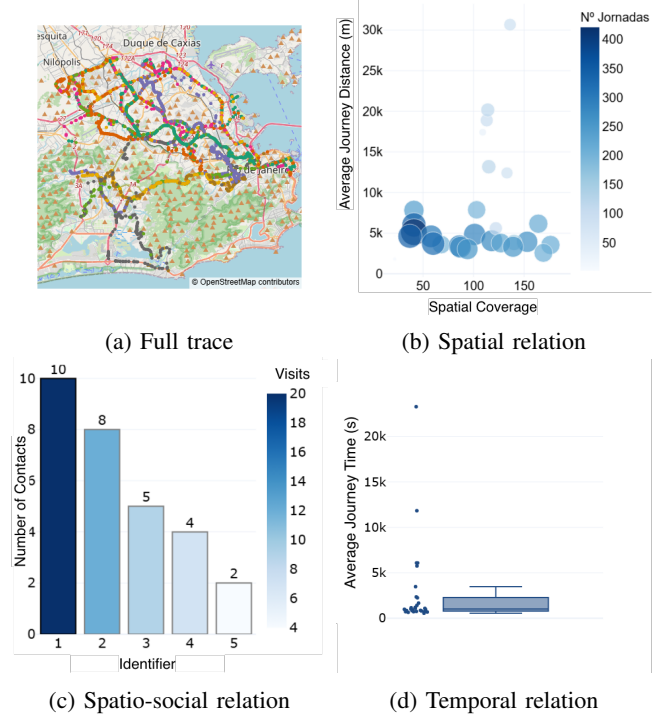 esquita
Duque de Caxias
Nilópolis
© OpenStreetMap contributors
(a) Full trace
Average Journey Distance (m)
30k
25k
20k
15k
10k
5k
0
50
100
150
Spatial Coverage
Nº Jornadas
400
350
300
250
200
150
100
50
(b) Spatial relation
Number of Contacts
10
8
5
4
2
0
10
8
5
4
2
1
2
3
4
5
Identifier
Visits
20
18
16
14
12
10
8
6
4
(c) Spatio-social relation
Average Journey Time (s)
20k
15k
10k
5k
0
(d) Temporal relation